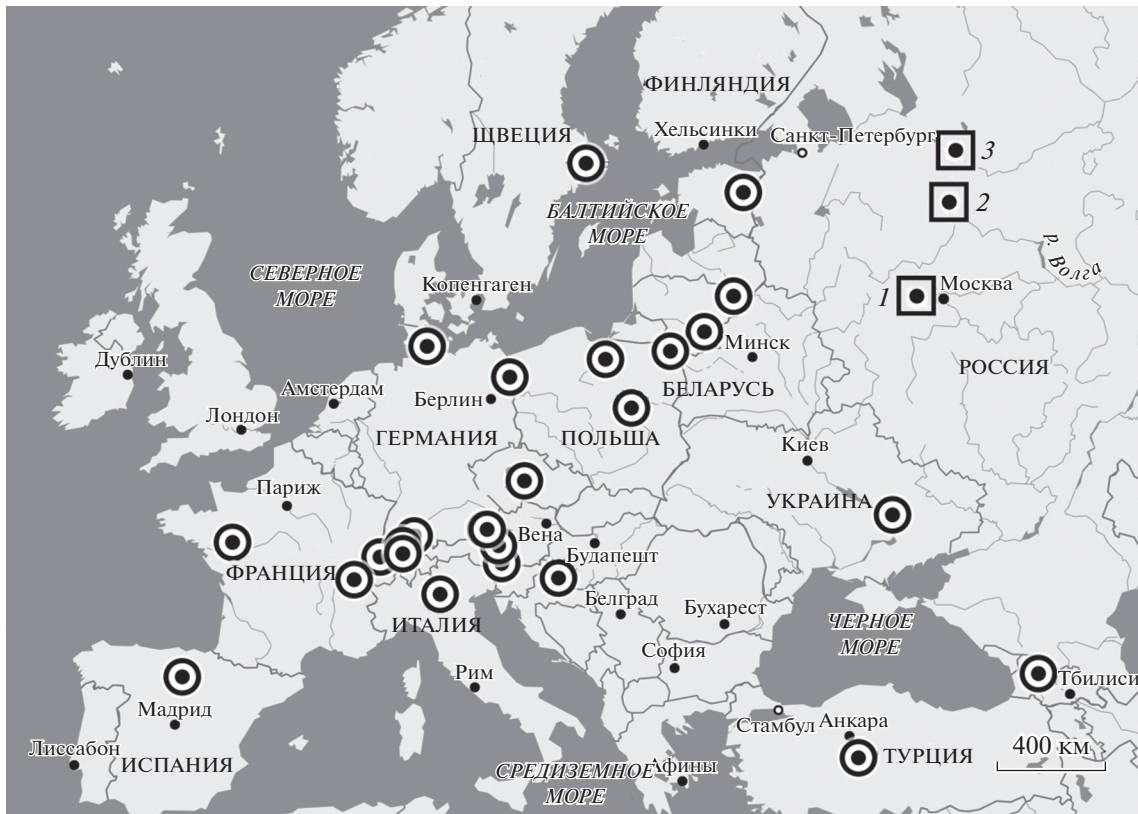 ФИНЛЯНДИЯ
ЩВЕЦИЯ
Хельсинки
Санкт-Петербург
3
2
БАЛТИЙСКОЕ
МОРЕ
р. Волга
СЕВЕРНОЕ
МОРЕ
Копенгаген
1
Москва
Дублин
Минск
РОССИЯ
Амстердам
Берлин
БЕЛАРУСЬ
Лондон
ГЕРМАНИЯ
ПОЛЬША
Киев
Париж
УКРАИНА
Вена
Будапешт
ФРАНЦИЯ
Белград
Бухарест
ИТАЛИЯ
ЧЕРНОЕ
МОРЕ
София
Рим
Тбилиси
Мадрид
Стамбул
Анкара
Лиссабон
ИСПАНИЯ
СРЕДИЗЕМНОЕ
МОРЕ
Афины
ТУРЦИЯ
400 км